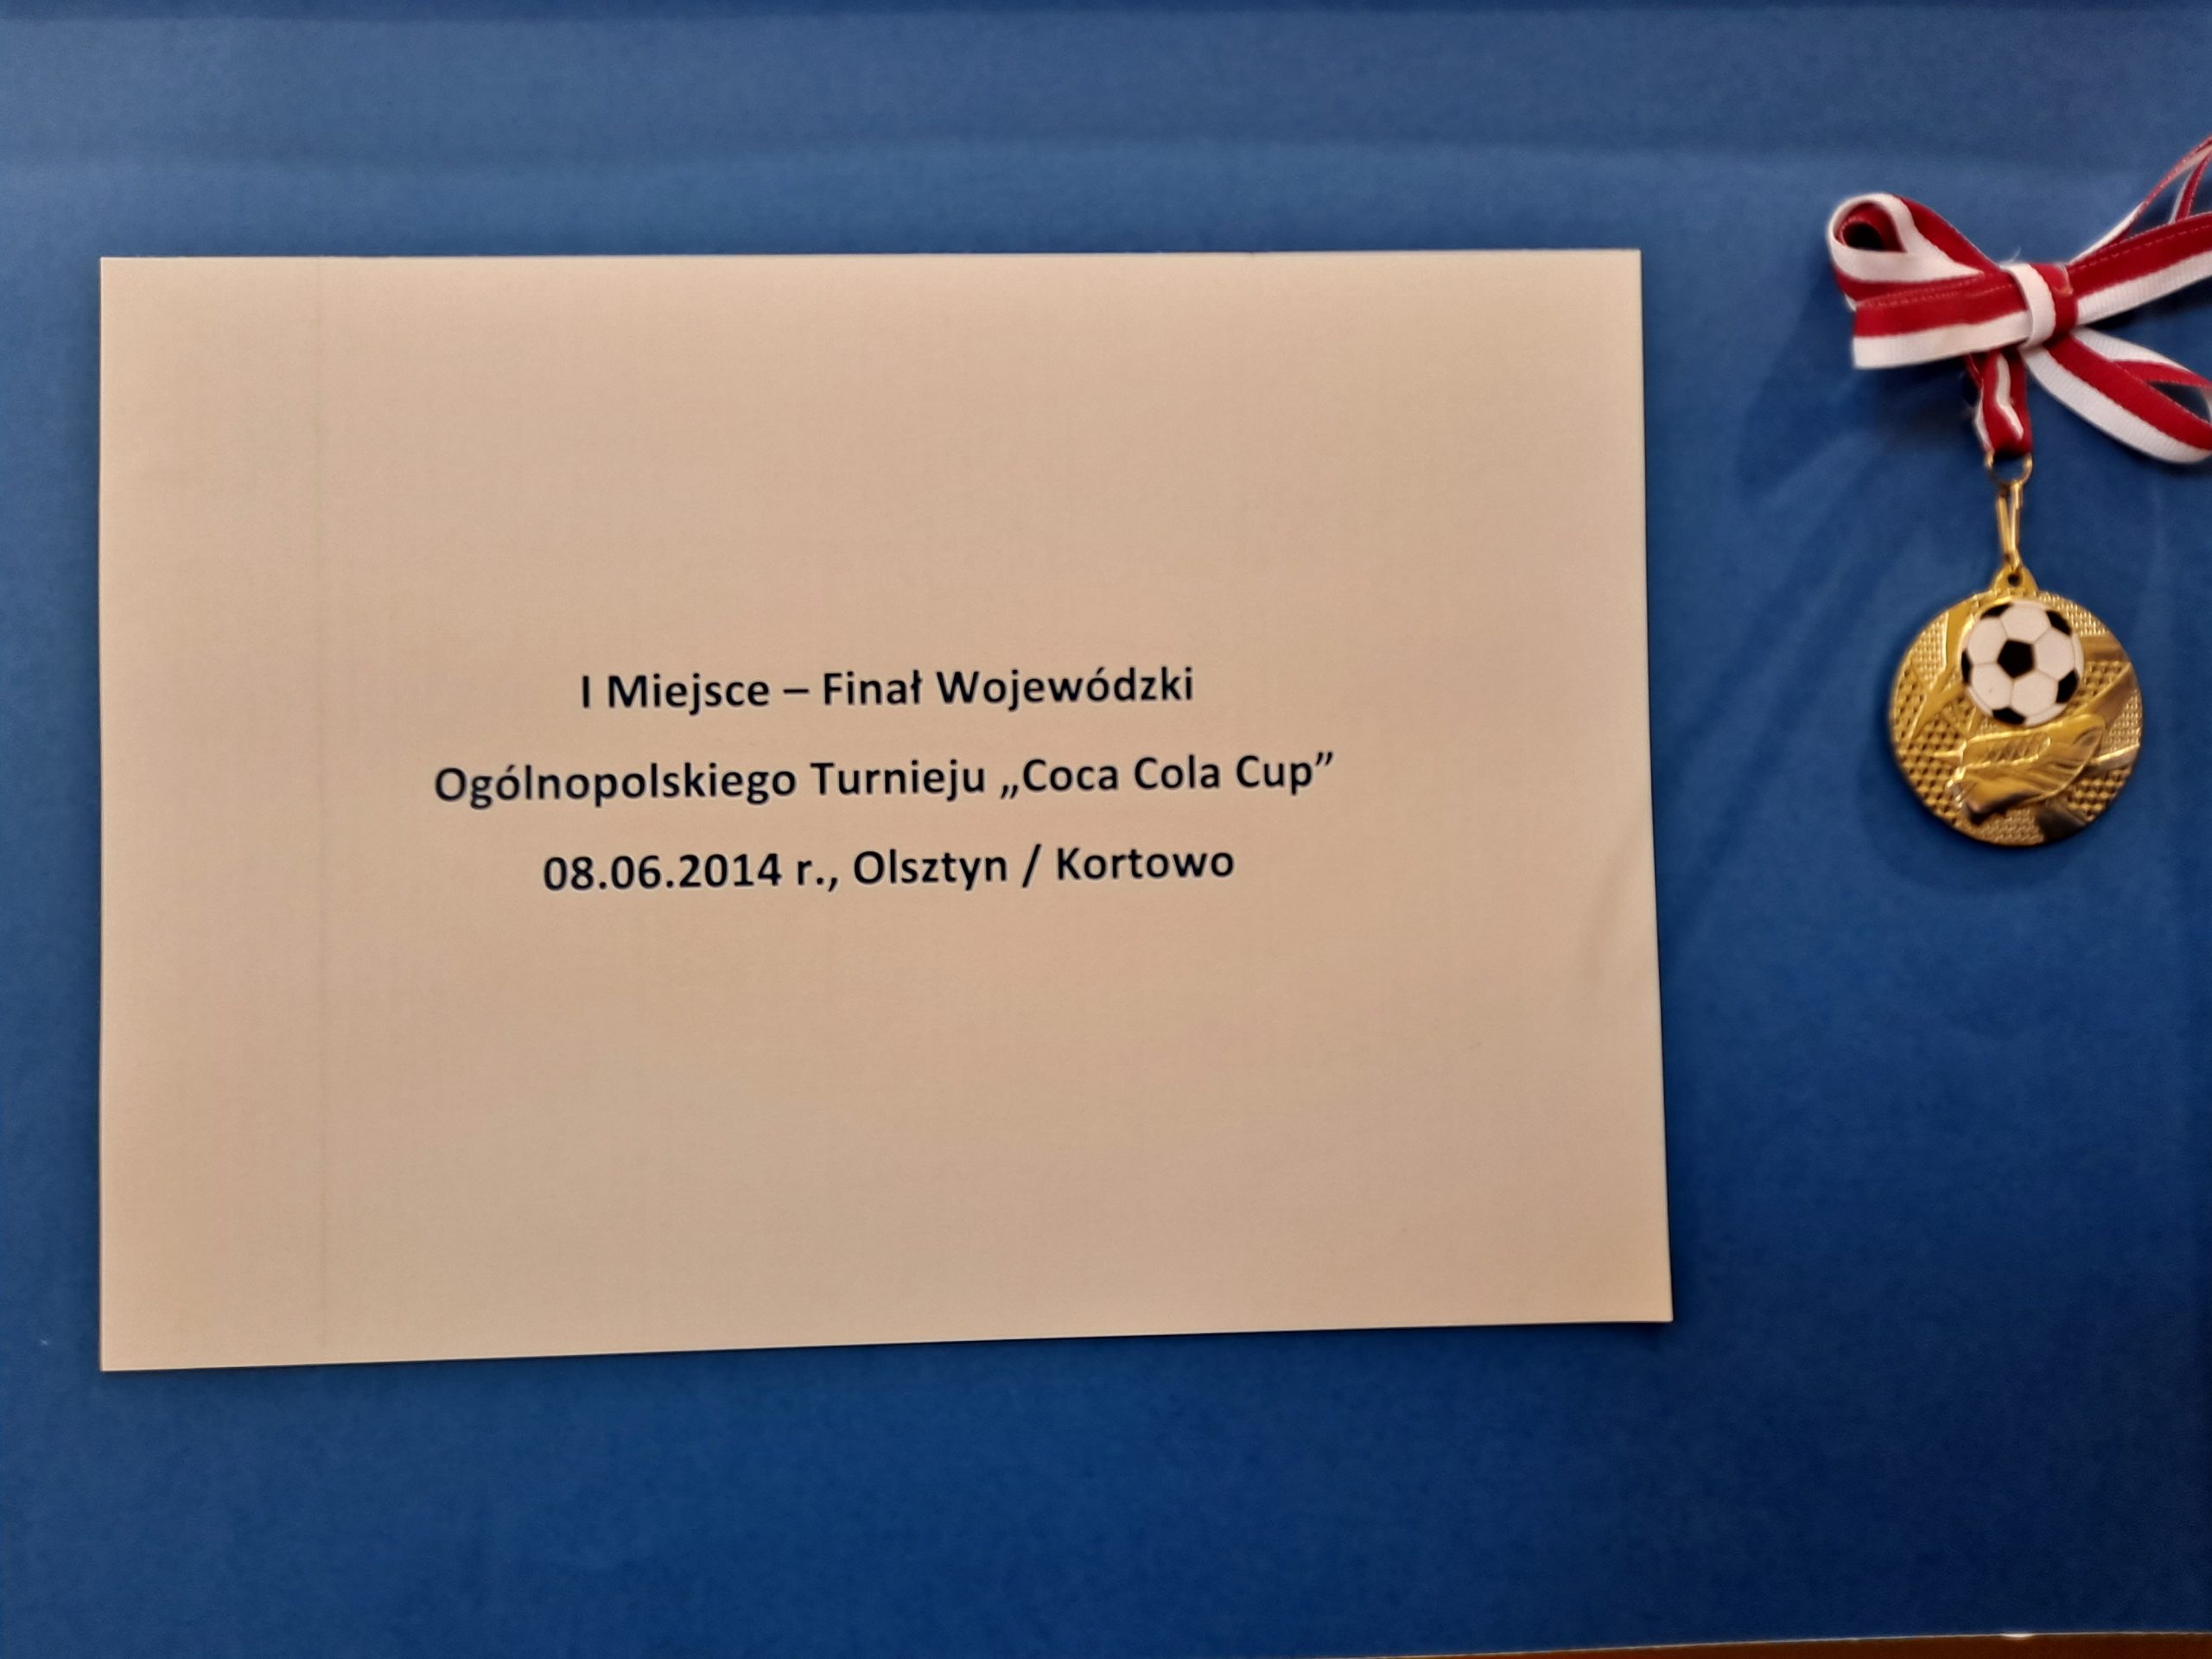 I Miejsce – Finał Wojewódzki
Ogólnopolskiego Turnieju „Coca Cola Cup”
08.06.2014 r., Olsztyn / Kortowo